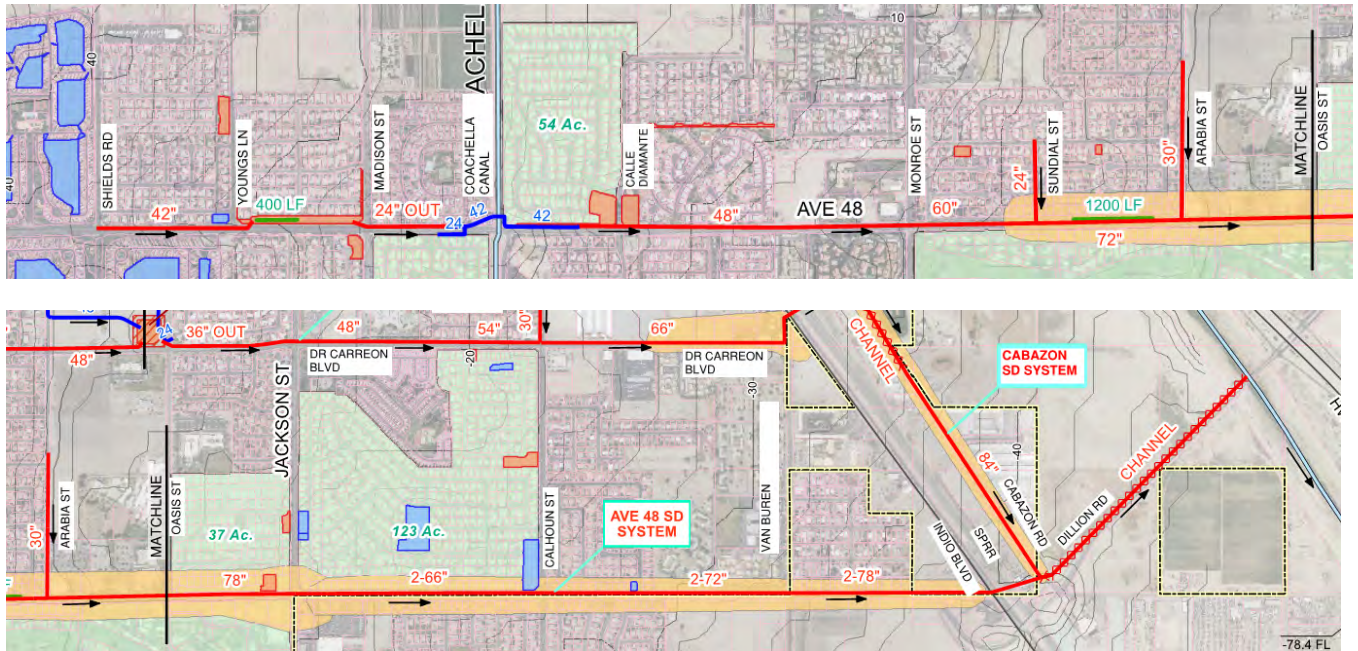 40
40
SHIELDS RD
42"
YOUNGS LN
400 LF
MADISON ST
24" OUT
COACHELLA
CANAL
ACHEL
24
42
42
54 Ac.
CALLE
DIAMANTE
48"
AVE 48
10
MONROE ST
60"
24"
SUNDIAL ST
1200 LF
72"
30"
ARABIA ST
MATCHLINE
OASIS ST
48"
24
36" OUT
JACKSON ST
48"
DR CARREON
BLVD
54"
-20
30"
66"
DR CARREON
BLVD
-30
CHANNEL
CABAZON
SD SYSTEM
30"
ARABIA ST
MATCHLINE
OASIS ST
37 Ac.
78"
123 Ac.
2-66"
CALHOUN ST
AVE 48 SD
SYSTEM
VAN BUREN
2-72"
2-78"
INDIO BLVD
SPRR
84"
CABAZON RD
-40
DILLION RD
CHANNEL
-78.4 FL